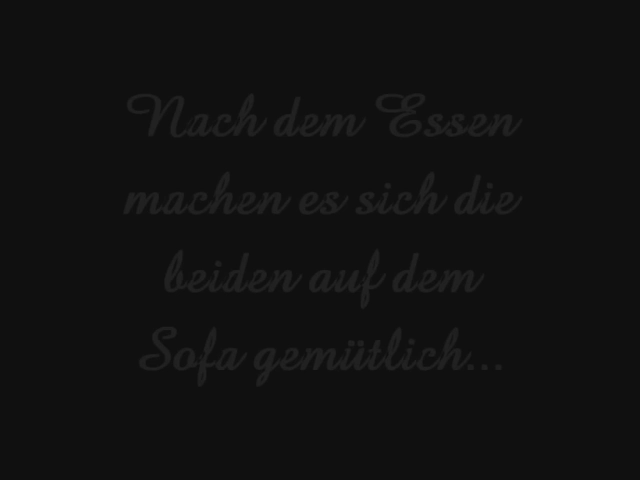 Nach dem Essen
machen es sich die
beiden auf dem
Sofa gemütlich...